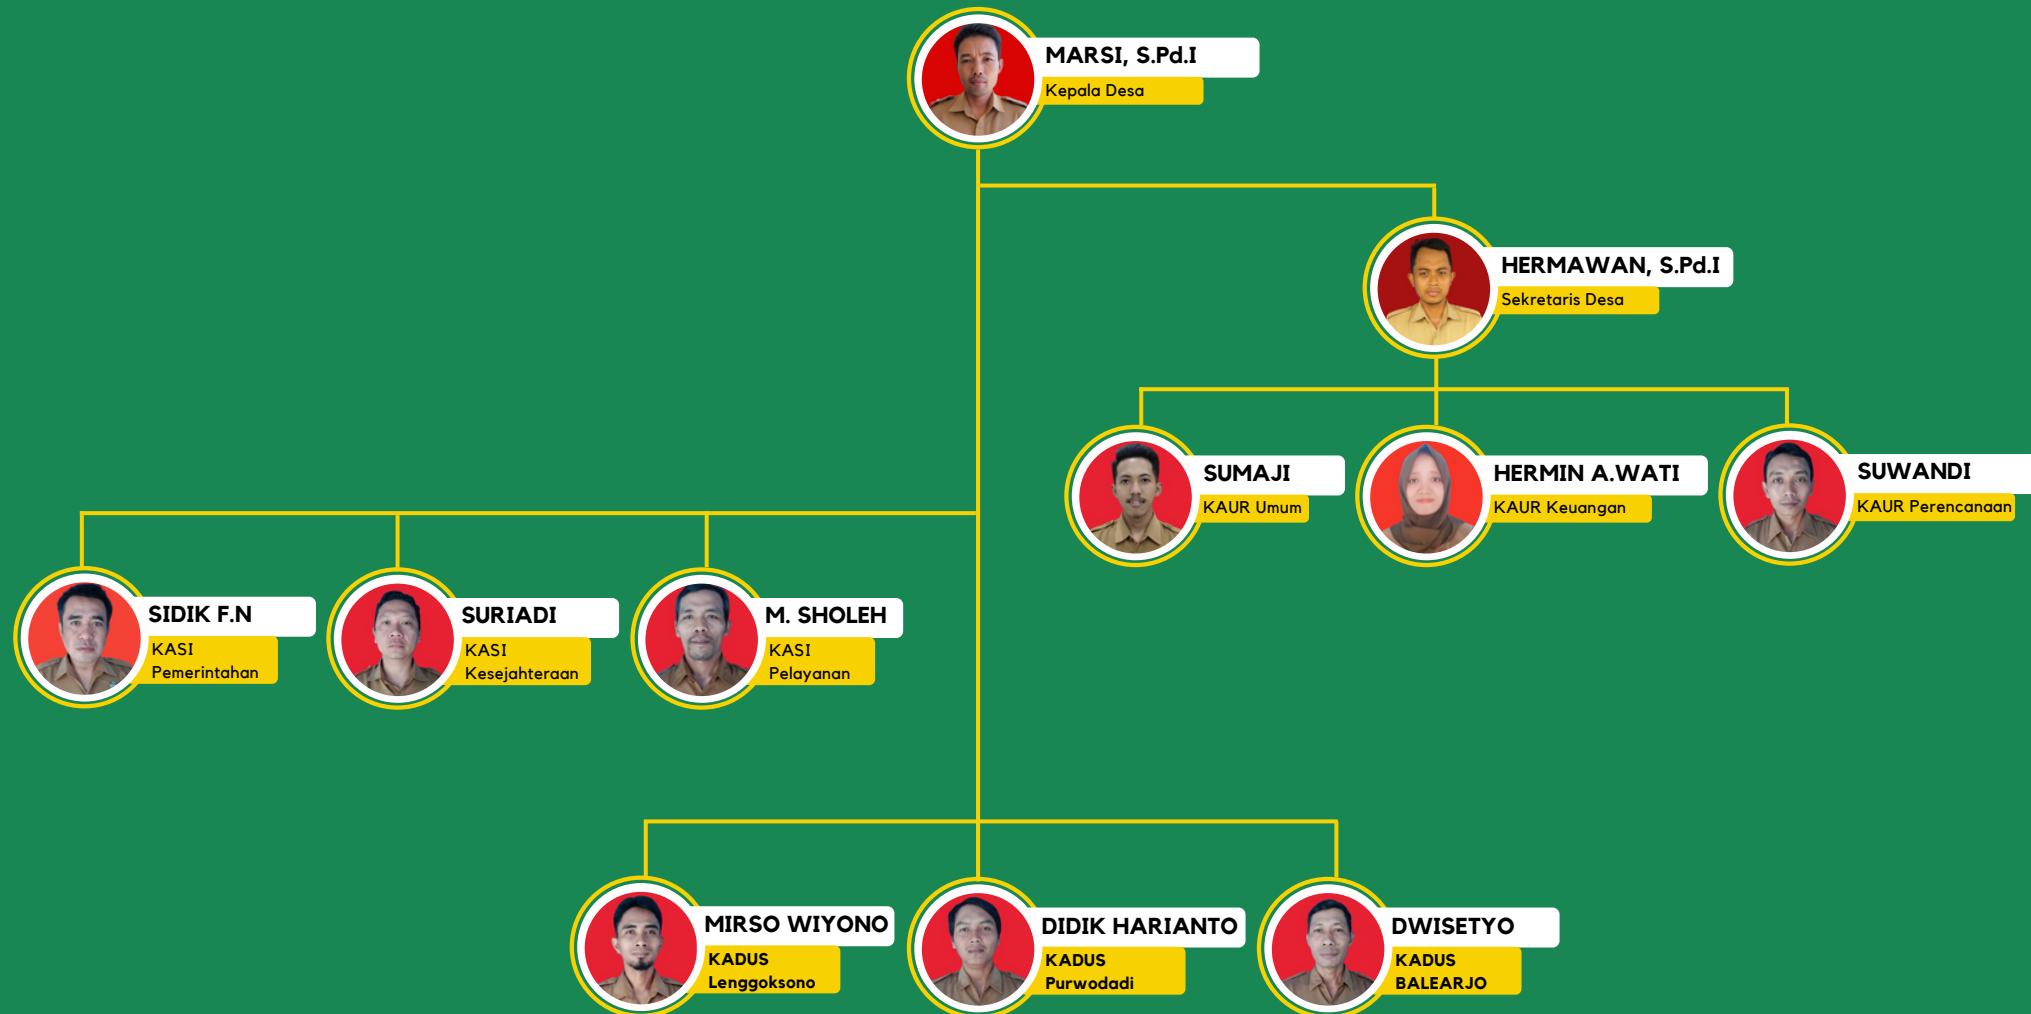 MARSI, S.Pd.I
Kepala Desa
HERMAWAN, S.Pd.I
Sekretaris Desa
SUMAJI
KAUR Umum
HERMIN A.WATI
KAUR Keuangan
SUWANDI
KAUR Perencanaan
SIDIK F.N
KASI
Pemerintahan
SURIADI
KASI
Kesejahteraan
M. SHOLEH
KASI
Pelayanan
MIRSO WIYONO
KADUS
Lenggoksono
DIDIK HARIANTO
KADUS
Purwodadi
DWISETYO
KADUS
BALEARJO